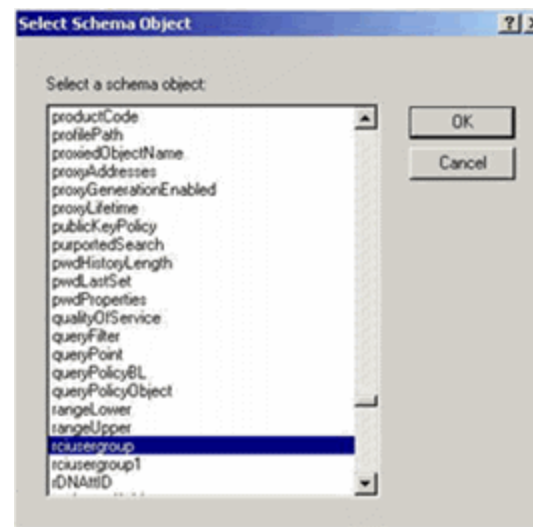 Select Schema Object
Select a schema object:
productCode
profilePath
proxiedObjectName
proxyAddresses
proxyGenerationEnabled
proxyLifetime
publicKeyPolicy
purportedSearch
pwdHistoryLength
pwdLastSet
pwdProperties
qualityOfService
queryFilter
queryPoint
queryPolicyBL
queryPolicyObject
rangeLower
rangeUpper
rciusergroup
rciusergroup1
rDNAttID
OK
Cancel